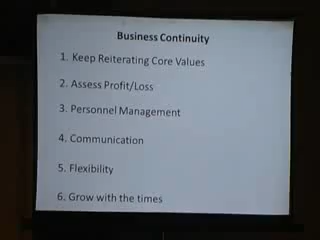 Business Continuity
1. Keep Reiterating Core Values
2. Assess Profit/Loss
3. Personnel Management
4. Communication
5. Flexibility
6. Grow with the times